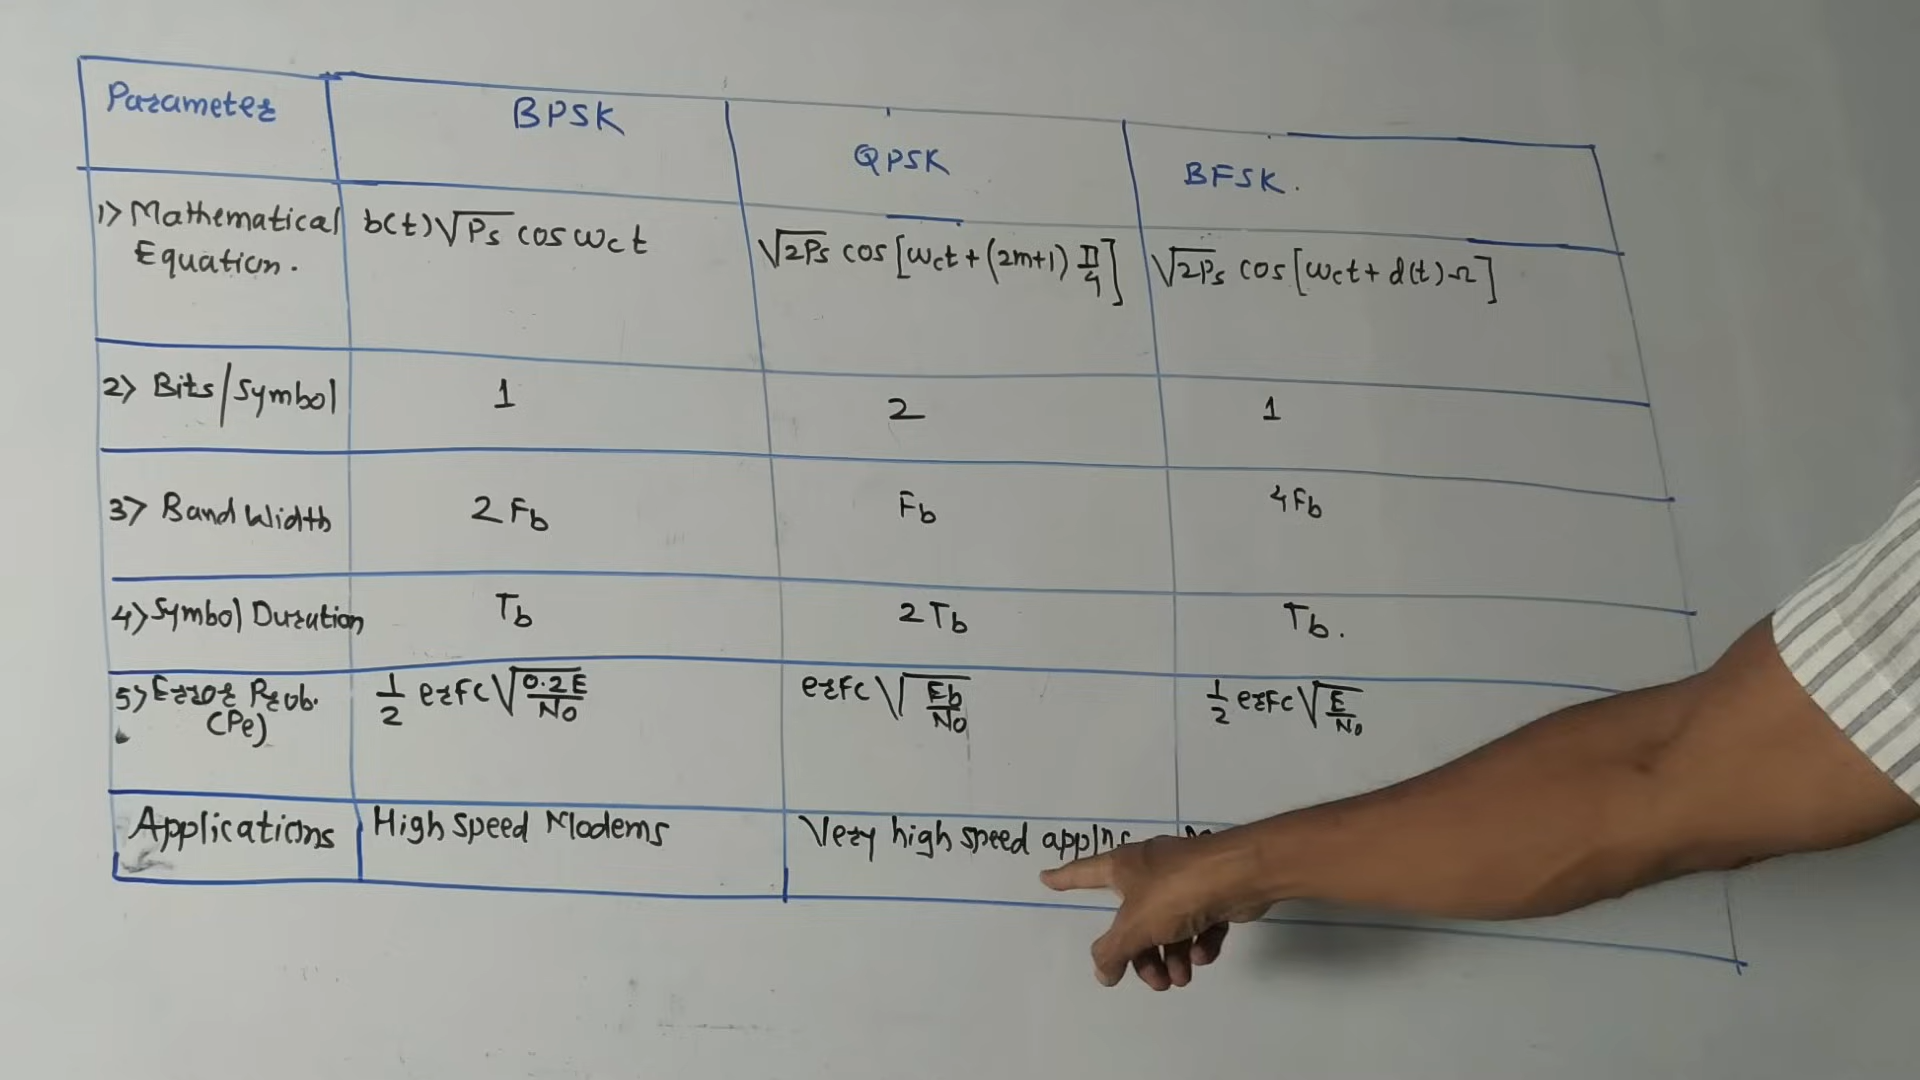 Parameter BPSK QPSK BFSK.
1) Mathematical Equation. b(t)√Ps cos ωc t √2Ps cos [ωct + (2m+1) π/4] √2Ps cos [ωct + d(t) Ω]
2) Bits/Symbol 1 2 1
3) Band Width 2 Fb Fb 4Fb
4) Symbol Duration Tb 2 Tb Tb.
5) Error Prob. (Pe) 1/2 erfc √0.2E/No erfc √Eb/No 1/2 erfc √E/No
Applications High Speed Modems Very high speed applns